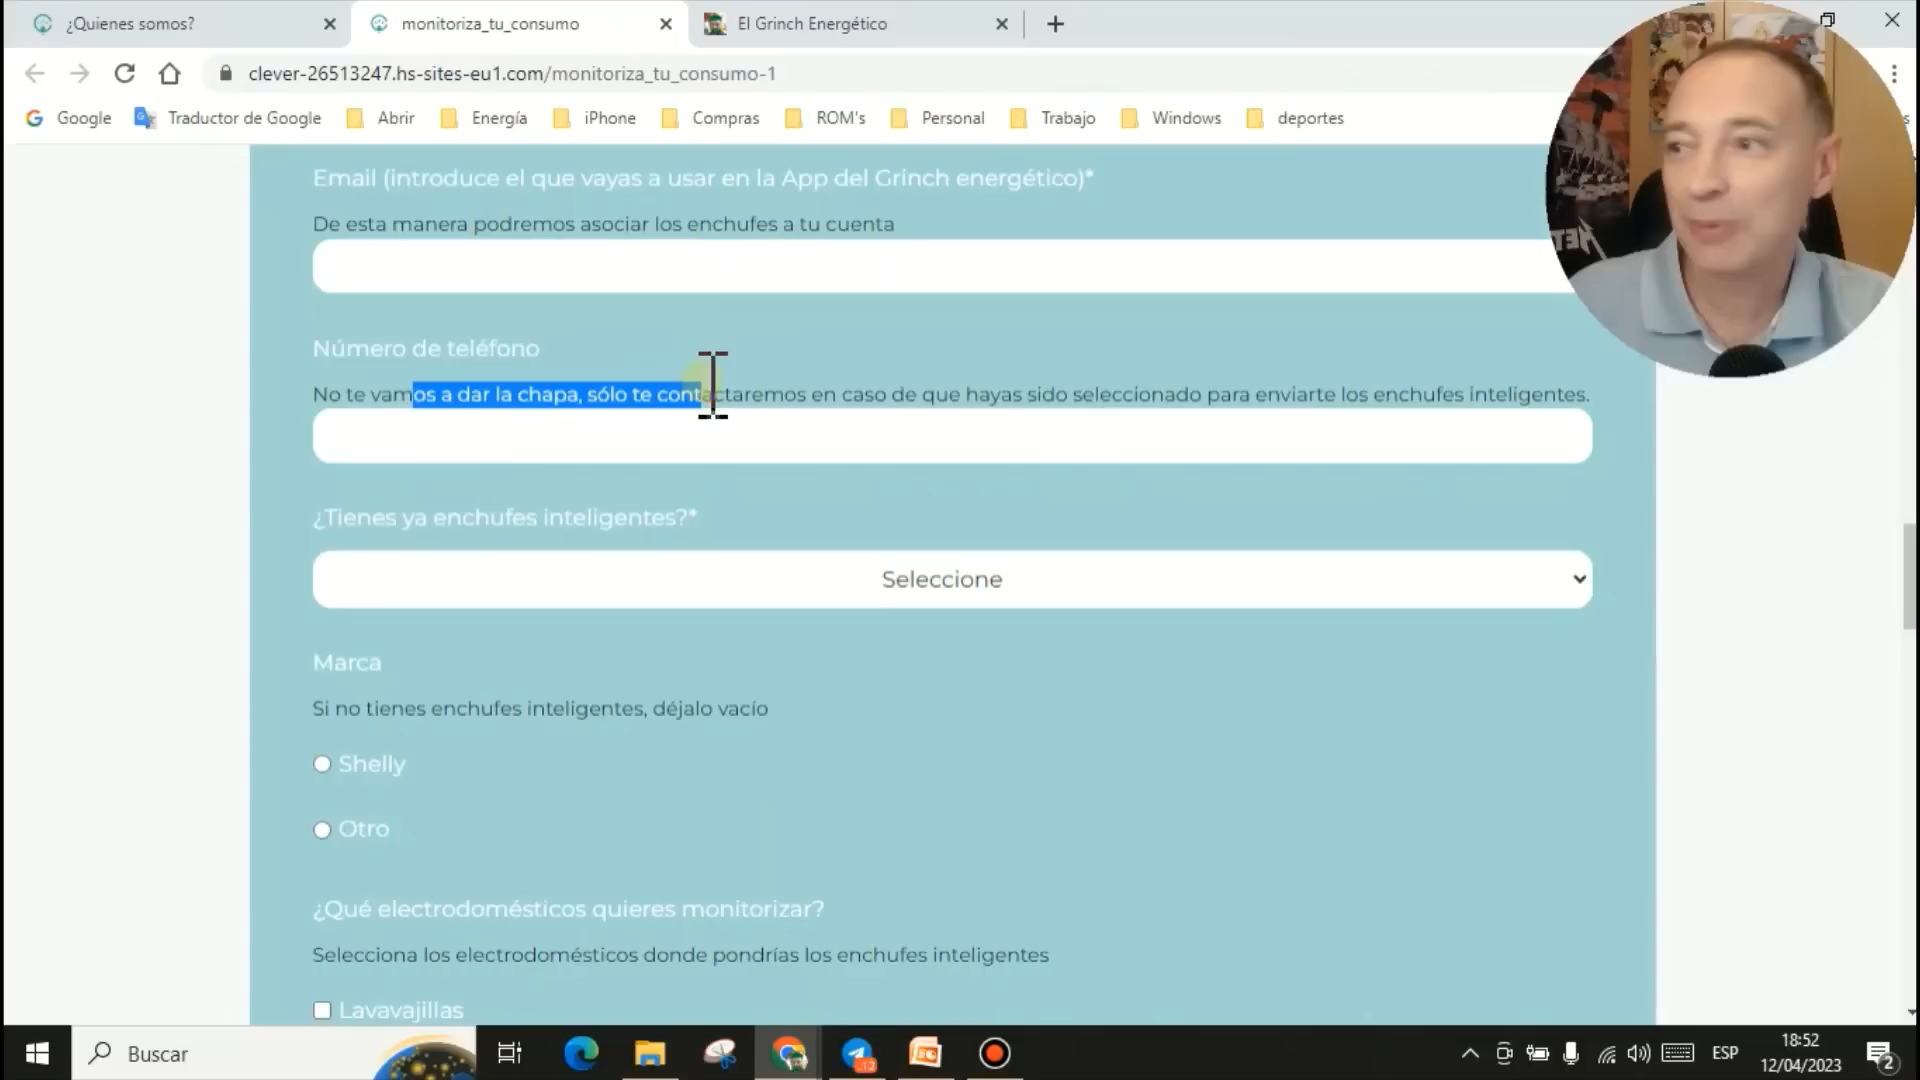 ¿Quienes somos?
monitoriza_tu_consumo
El Grinch Energético
clever-26513247.hs-sites-eu1.com/monitoriza_tu_consumo-1
Google
Traductor de Google
Abrir
Energía
iPhone
Compras
ROM's
Personal
Trabajo
Windows
deportes
Email (introduce el que vayas a usar en la App del Grinch energético)*
De esta manera podremos asociar los enchufes a tu cuenta
Número de teléfono
No te vamos a dar la chapa, sólo te contactaremos en caso de que hayas sido seleccionado para enviarte los enchufes inteligentes.
¿Tienes ya enchufes inteligentes?*
Seleccione
Marca
Si no tienes enchufes inteligentes, déjalo vacío
Shelly
Otro
¿Qué electrodomésticos quieres monitorizar?
Selecciona los electrodomésticos donde pondrías los enchufes inteligentes
Lavavajillas
Buscar
12
ESP
18:52
12/04/2023
2